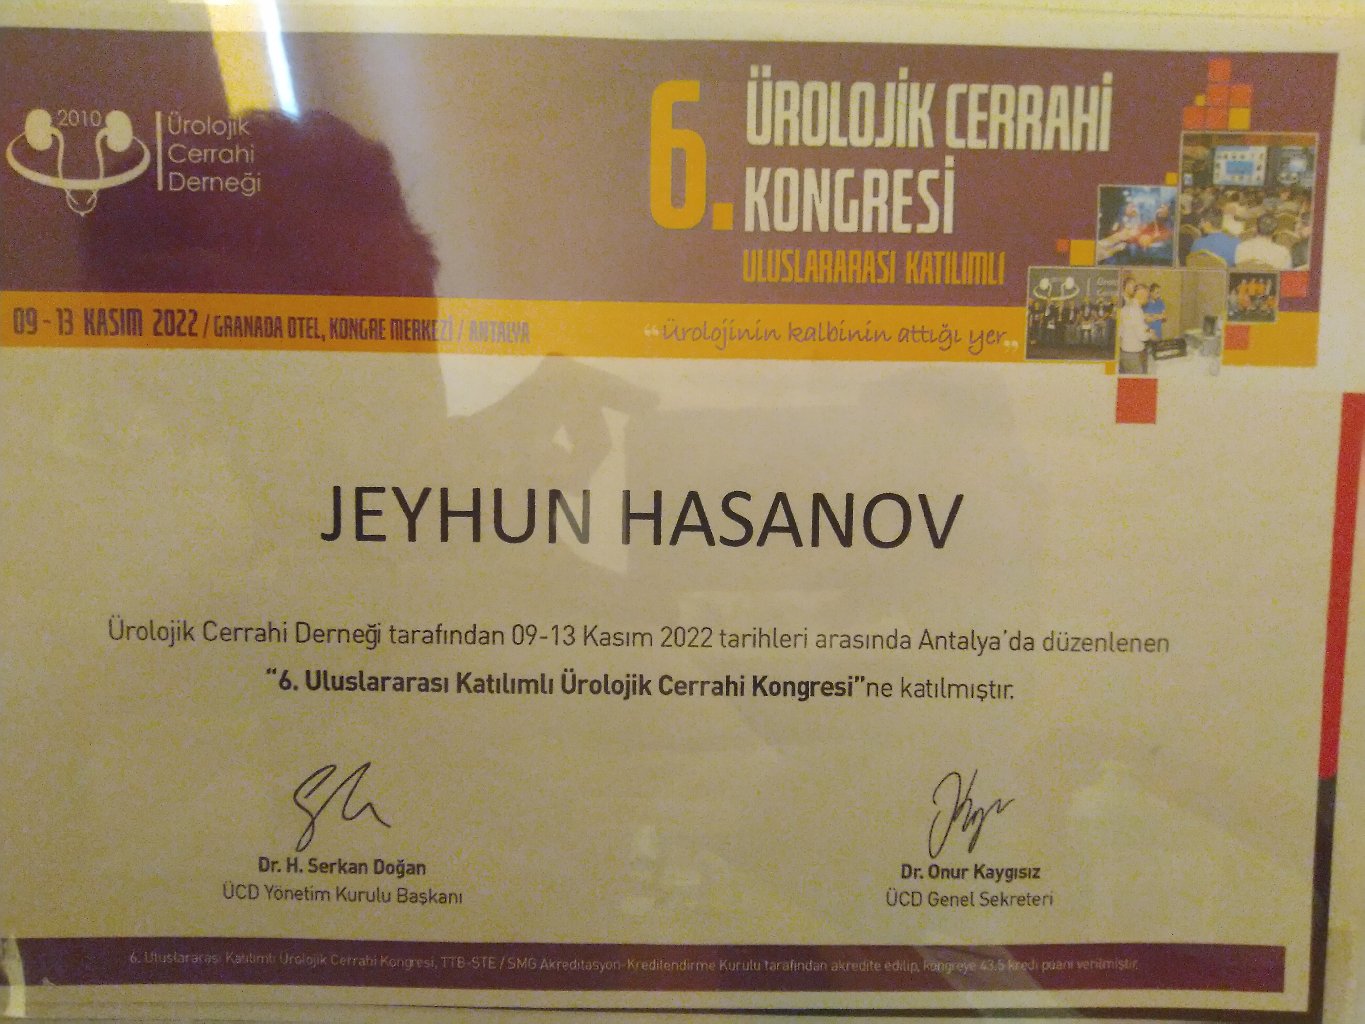 2010
Ürolojik
Cerrahi
Derneği
6. ÜROLOJİK CERRAHİ
KONGRESİ
ULUSLARARASI KATILIMLI
09 - 13 KASIM 2022 / GRANADA OTEL, KONGRE MERKEZİ / ANTALYA
“ürolojinin kalbinin attığı yer”
JEYHUN HASANOV
Ürolojik Cerrahi Derneği tarafından 09-13 Kasım 2022 tarihleri arasında Antalya'da düzenlenen
“6. Uluslararası Katılımlı Ürolojik Cerrahi Kongresi”ne katılmıştır.
Dr. H. Serkan Doğan
ÜCD Yönetim Kurulu Başkanı
Dr. Onur Kaygısız
ÜCD Genel Sekreteri
6. Uluslararası Katılımlı Ürolojik Cerrahi Kongresi, TTB-STE / SMG Akreditasyon-Kredilendirme Kurulu tarafından akredite edilip, kongreye 43,5 kredi puanı verilmiştir.